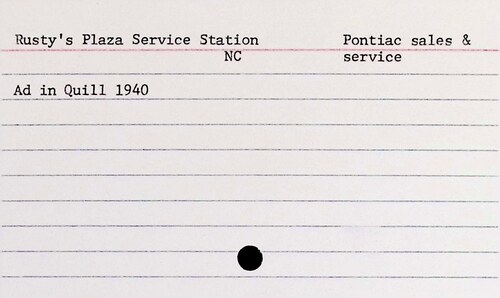 Rusty's Plaza Service Station Pontiac sales &
NC service
Ad in Quill 1940